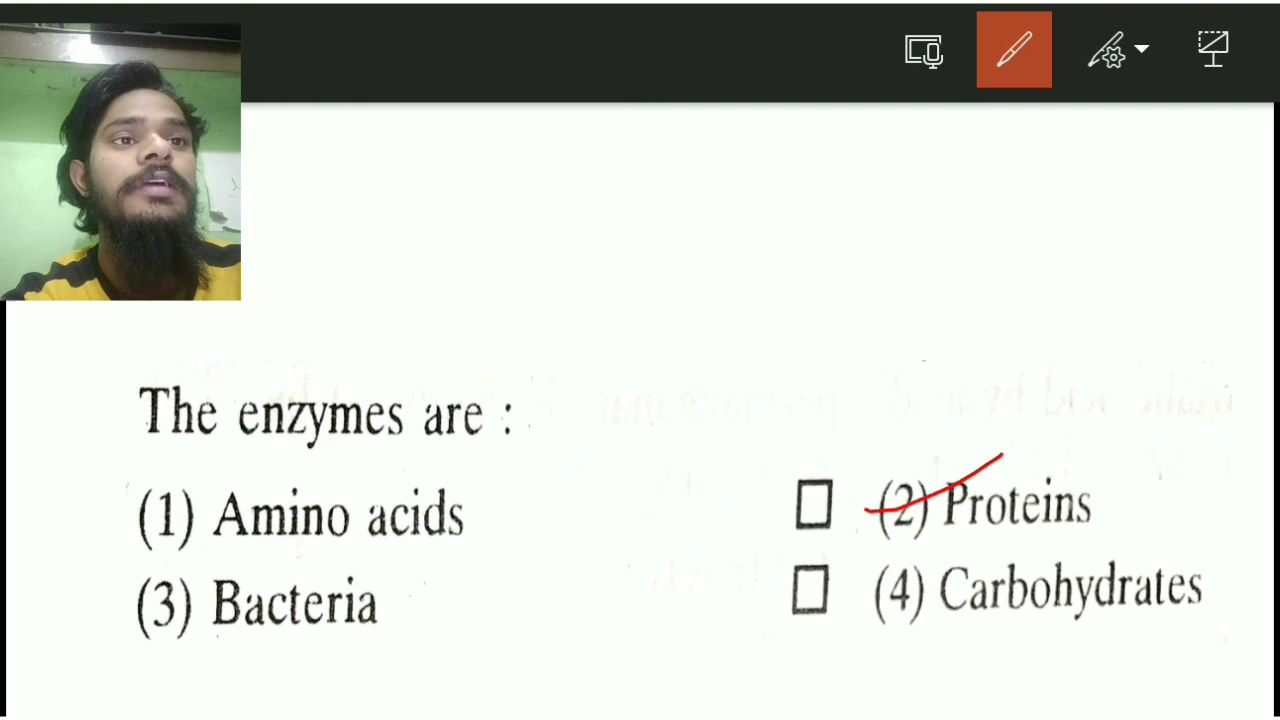 The enzymes are :
(1) Amino acids (2) Proteins
(3) Bacteria (4) Carbohydrates